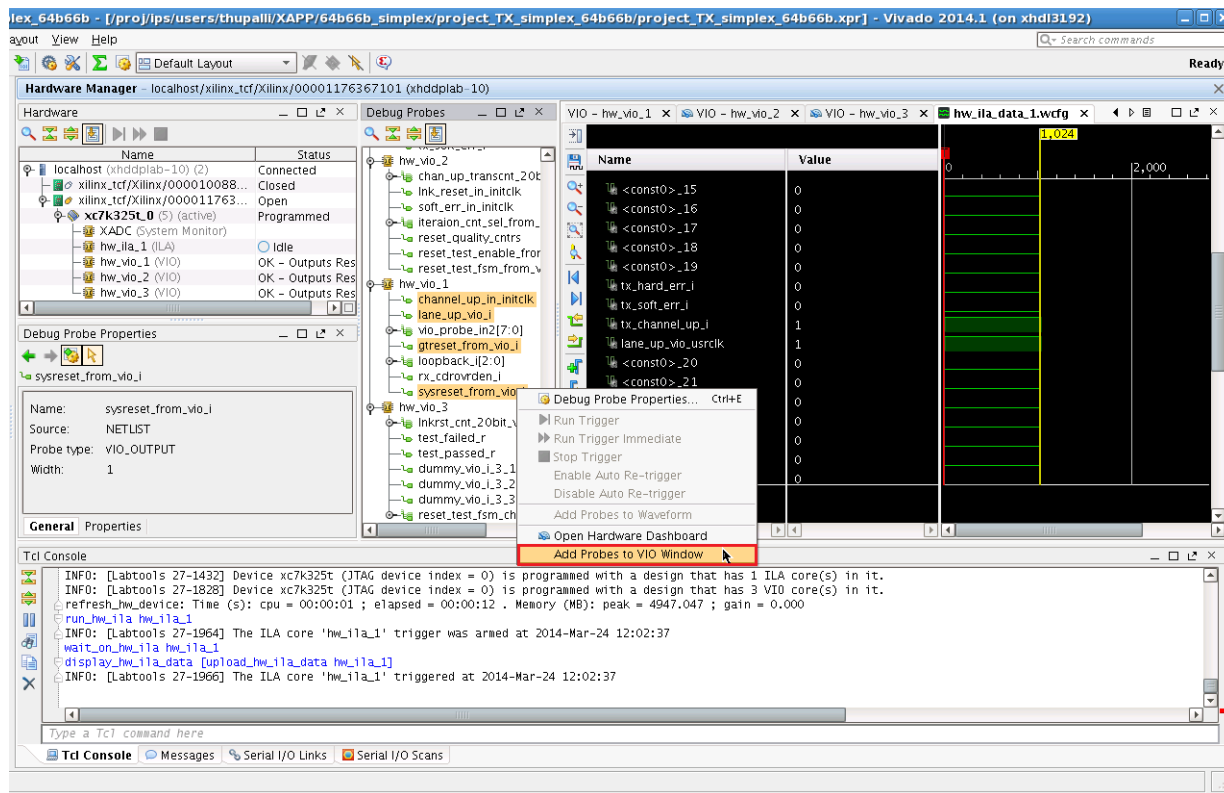 lex_64b66b - [/proj/ips/users/thupalli/XAPP/64b66b_simplex/project_TX_simplex_64b66b/project_TX_simplex_64b66b.xpr] - Vivado 2014.1 (on xhdl3192)
ayout View Help
Search commands
Default Layout
Ready
Hardware Manager - localhost/xilinx_tcf/Xilinx/00001176367101 (xhddplab-10)
Hardware
Name Status
localhost (xhddplab-10) (2) Connected
xilinx_tcf/Xilinx/000010088... Closed
xilinx_tcf/Xilinx/000011763... Open
xc7k325t_0 (5) (active) Programmed
XADC (System Monitor)
hw_ila_1 (ILA) Idle
hw_vio_1 (VIO) OK - Outputs Res
hw_vio_2 (VIO) OK - Outputs Res
hw_vio_3 (VIO) OK - Outputs Res
Debug Probe Properties
sysreset_from_vio_i
Name: sysreset_from_vio_i
Source: NETLIST
Probe type: VIO_OUTPUT
Width: 1
General Properties
Debug Probes
hw_vio_2
chan_up_transcnt_20b
lnk_reset_in_initclk
soft_err_in_initclk
iteraion_cnt_sel_from_
reset_quality_cntrs
reset_test_enable_fror
reset_test_fsm_from_v
hw_vio_1
channel_up_in_initclk
lane_up_vio_i
vio_probe_in2[7:0]
gtreset_from_vio_i
loopback_i[2:0]
rx_cdrovrden_i
sysreset_from_vio
hw_vio_3
lnkrst_cnt_20bit_v
test_failed_r
test_passed_r
dummy_vio_i_3_1
dummy_vio_i_3_2
dummy_vio_i_3_3
reset_test_fsm_ch
Debug Probe Properties... Ctrl+E
Run Trigger
Run Trigger Immediate
Stop Trigger
Enable Auto Re-trigger
Disable Auto Re-trigger
Add Probes to Waveform
Open Hardware Dashboard
Add Probes to VIO Window
VIO - hw_vio_1 VIO - hw_vio_2 VIO - hw_vio_3 hw_ila_data_1.wcfg
1,024
Name Value
0 2,000
<const0>_15 0
<const0>_16 0
<const0>_17 0
<const0>_18 0
<const0>_19 0
tx_hard_err_i 0
tx_soft_err_i 0
tx_channel_up_i 1
lane_up_vio_usrclk 1
<const0>_20 0
<const0>_21 0
0
0
0
0
0
Tcl Console
INFO: [Labtools 27-1432] Device xc7k325t (JTAG device index = 0) is programmed with a design that has 1 ILA core(s) in it.
INFO: [Labtools 27-1828] Device xc7k325t (JTAG device index = 0) is programmed with a design that has 3 VIO core(s) in it.
refresh_hw_device: Time (s): cpu = 00:00:01 ; elapsed = 00:00:12 . Memory (MB): peak = 4947.047 ; gain = 0.000
run_hw_ila hw_ila_1
INFO: [Labtools 27-1964] The ILA core 'hw_ila_1' trigger was armed at 2014-Mar-24 12:02:37
wait_on_hw_ila hw_ila_1
display_hw_ila_data [upload_hw_ila_data hw_ila_1]
INFO: [Labtools 27-1966] The ILA core 'hw_ila_1' triggered at 2014-Mar-24 12:02:37
Type a Tcl command here
Tcl Console Messages Serial I/O Links Serial I/O Scans